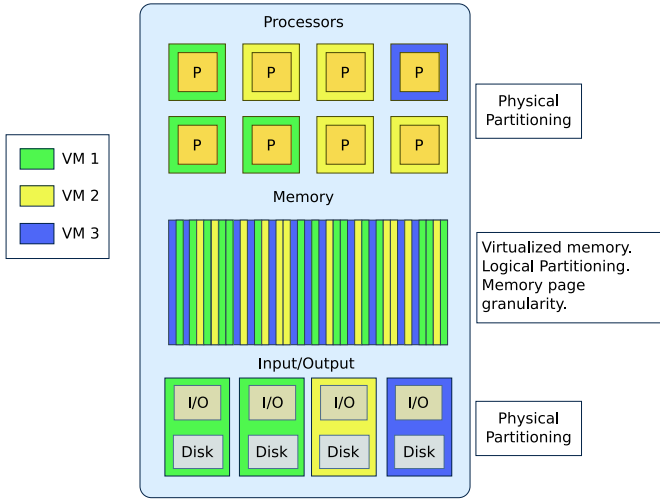 Processors
P
P
P
P
Physical
Partitioning
P
P
P
P
VM 1
VM 2
VM 3
Memory
Virtualized memory.
Logical Partitioning.
Memory page
granularity.
Input/Output
I/O
I/O
I/O
I/O
Disk
Disk
Disk
Disk
Physical
Partitioning